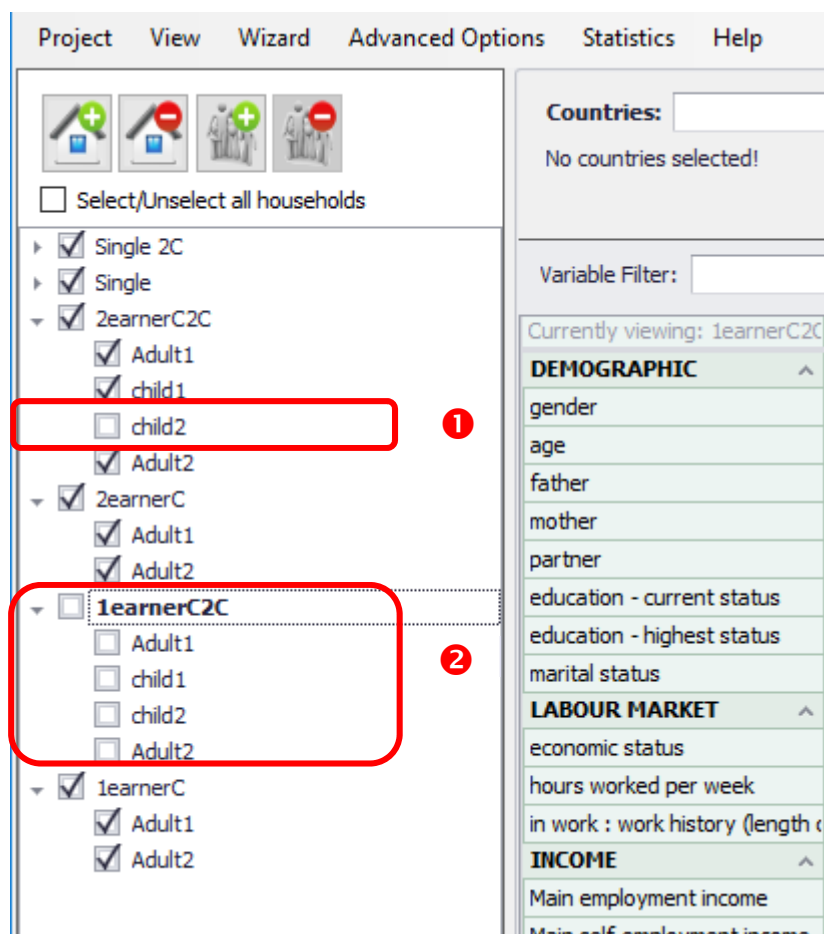 Project View Wizard Advanced Options Statistics Help
Select/Unselect all households
Single 2C
Single
2earnerC2C
Adult1
child1
child2
Adult2
2earnerC
Adult1
Adult2
1earnerC2C
Adult1
child1
child2
Adult2
1earnerC
Adult1
Adult2
1
2
Countries:
No countries selected!
Variable Filter:
Currently viewing: 1earnerC2C
DEMOGRAPHIC
gender
age
father
mother
partner
education - current status
education - highest status
marital status
LABOUR MARKET
economic status
hours worked per week
in work : work history (length
INCOME
Main employment income